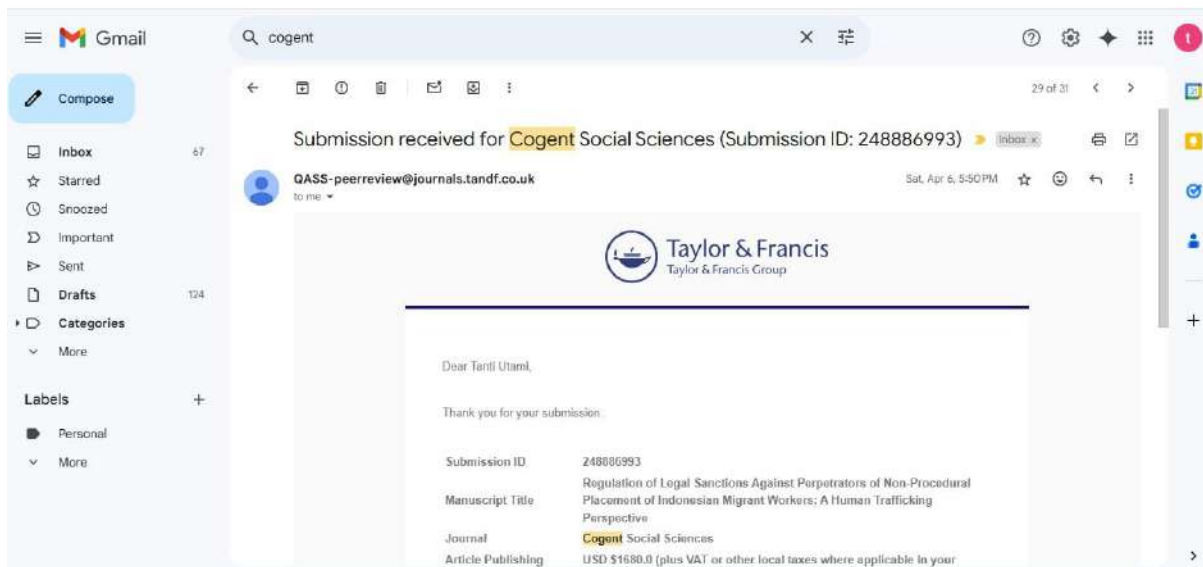 Gmail
cogent
Compose
29 of 31
Submission received for Cogent Social Sciences (Submission ID: 248886993) Inbox x
Inbox 67
QASS-peerreview@journals.tandf.co.uk Sat, Apr 6, 5:50 PM
to me
Starred
Snoozed
Important
Sent
Drafts 124
Categories
More
Labels +
Personal
More
Taylor & Francis
Taylor & Francis Group
Dear Tanti Utami,
Thank you for your submission.
Submission ID 248886993
Manuscript Title Regulation of Legal Sanctions Against Perpetrators of Non-Procedural
Placement of Indonesian Migrant Workers: A Human Trafficking
Perspective
Journal Cogent Social Sciences
Article Publishing USD $1680.0 (plus VAT or other local taxes where applicable in your
t